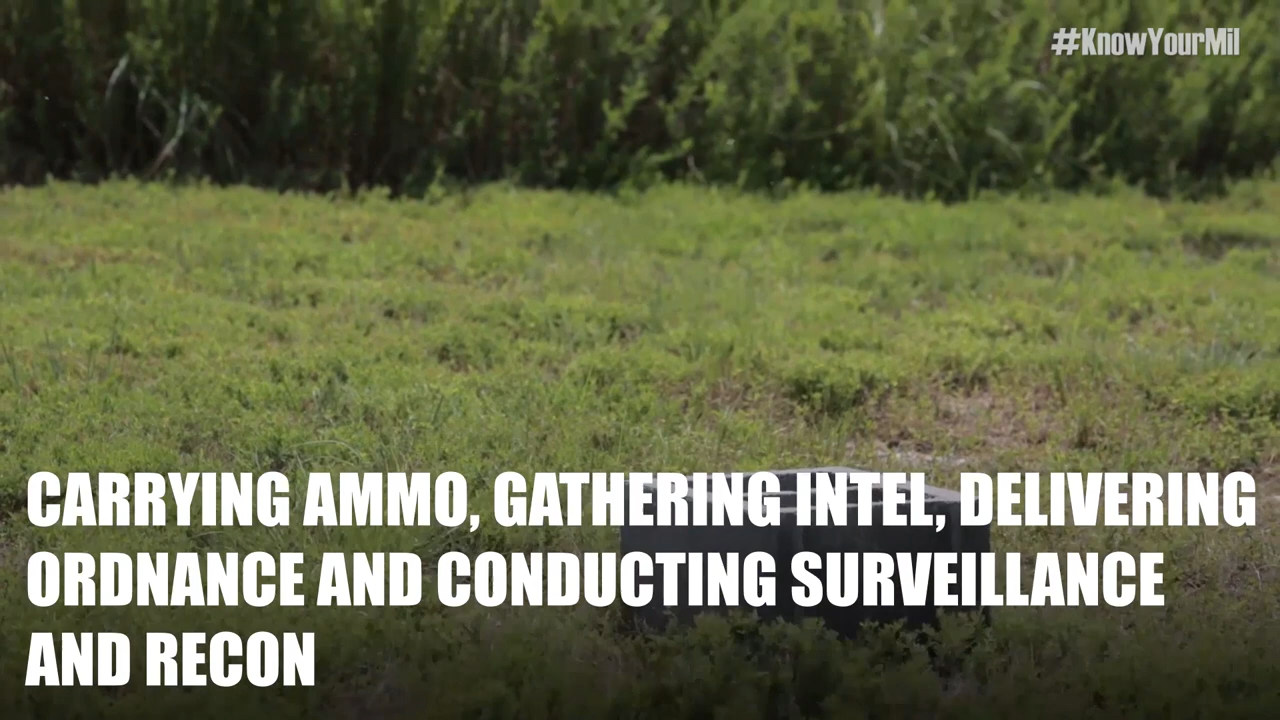 #KnowYourMil
CARRYING AMMO, GATHERING INTEL, DELIVERING
ORDNANCE AND CONDUCTING SURVEILLANCE
AND RECON